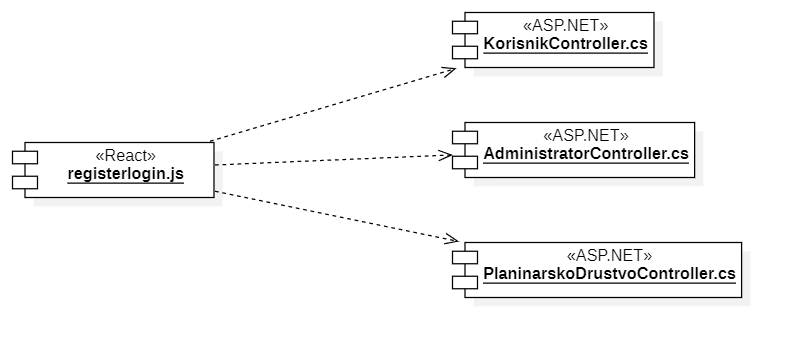 «ASP.NET»
KorisnikController.cs
«React»
registerlogin.js
«ASP.NET»
AdministratorController.cs
«ASP.NET»
PlaninarskoDrustvoController.cs